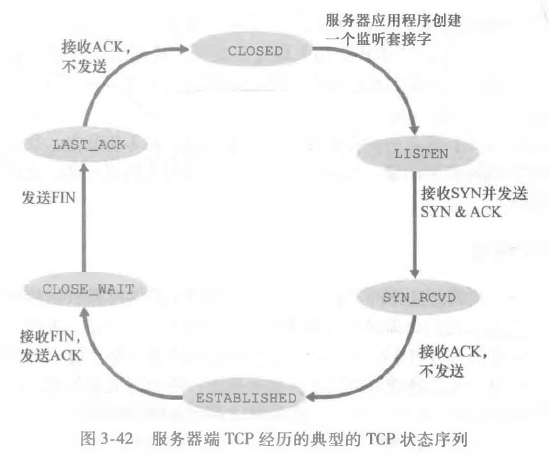 服务器应用程序创建
一个监听套接字
接收ACK，
不发送
CLOSED
LAST_ACK
LISTEN
发送FIN
接收SYN并发送
SYN & ACK
CLOSE_WAIT
SYN_RCVD
接收FIN，
发送ACK
接收ACK，
不发送
ESTABLISHED
图 3-42 服务器端 TCP 经历的典型的 TCP 状态序列